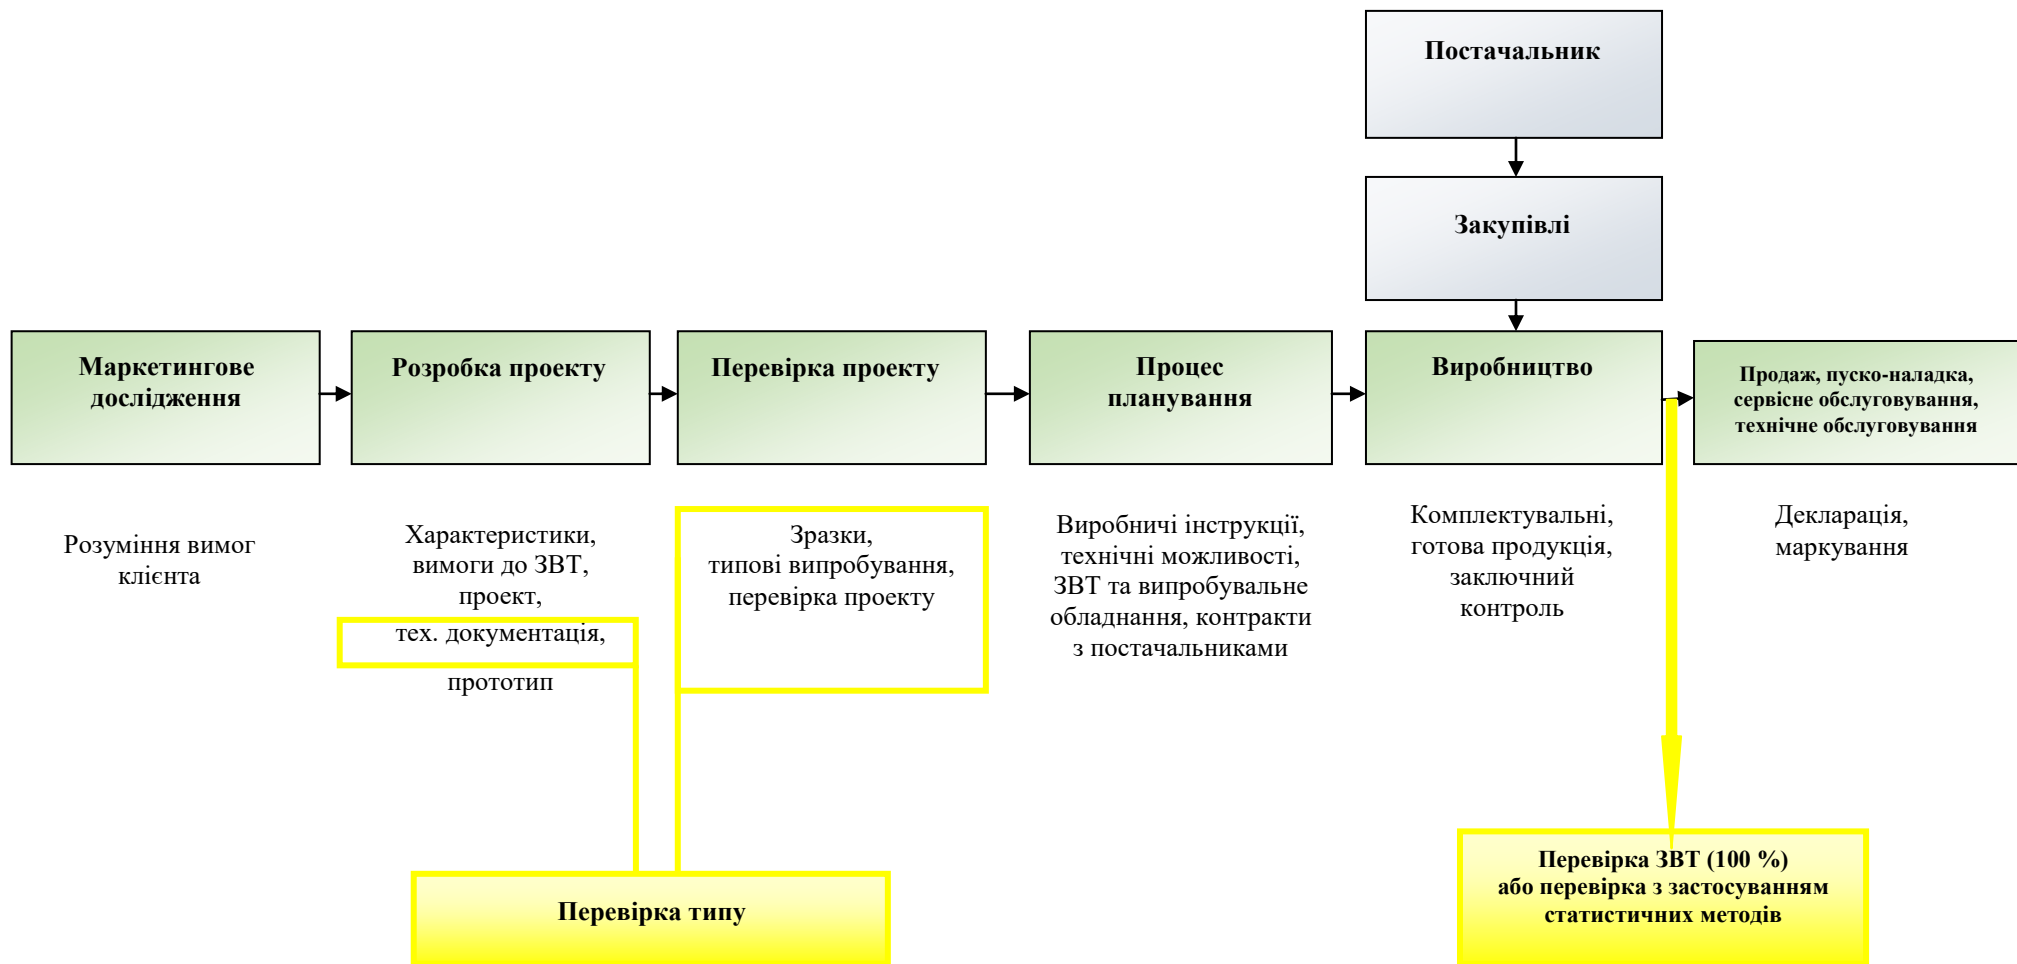 Постачальник
Закупівлі
Маркетингове
дослідження
Розробка проекту
Перевірка проекту
Процес
планування
Виробництво
Продаж, пуско-наладка,
сервісне обслуговування,
технічне обслуговування
Розуміння вимог
клієнта
Характеристики,
вимоги до ЗВТ,
проект,
тех. документація,
прототип
Зразки,
типові випробування,
перевірка проекту
Виробничі інструкції,
технічні можливості,
ЗВТ та випробувальне
обладнання, контракти
з постачальниками
Комплектувальні,
готова продукція,
заключний
контроль
Декларація,
маркування
Перевірка типу
Перевірка ЗВТ (100 %)
або перевірка з застосуванням
статистичних методів